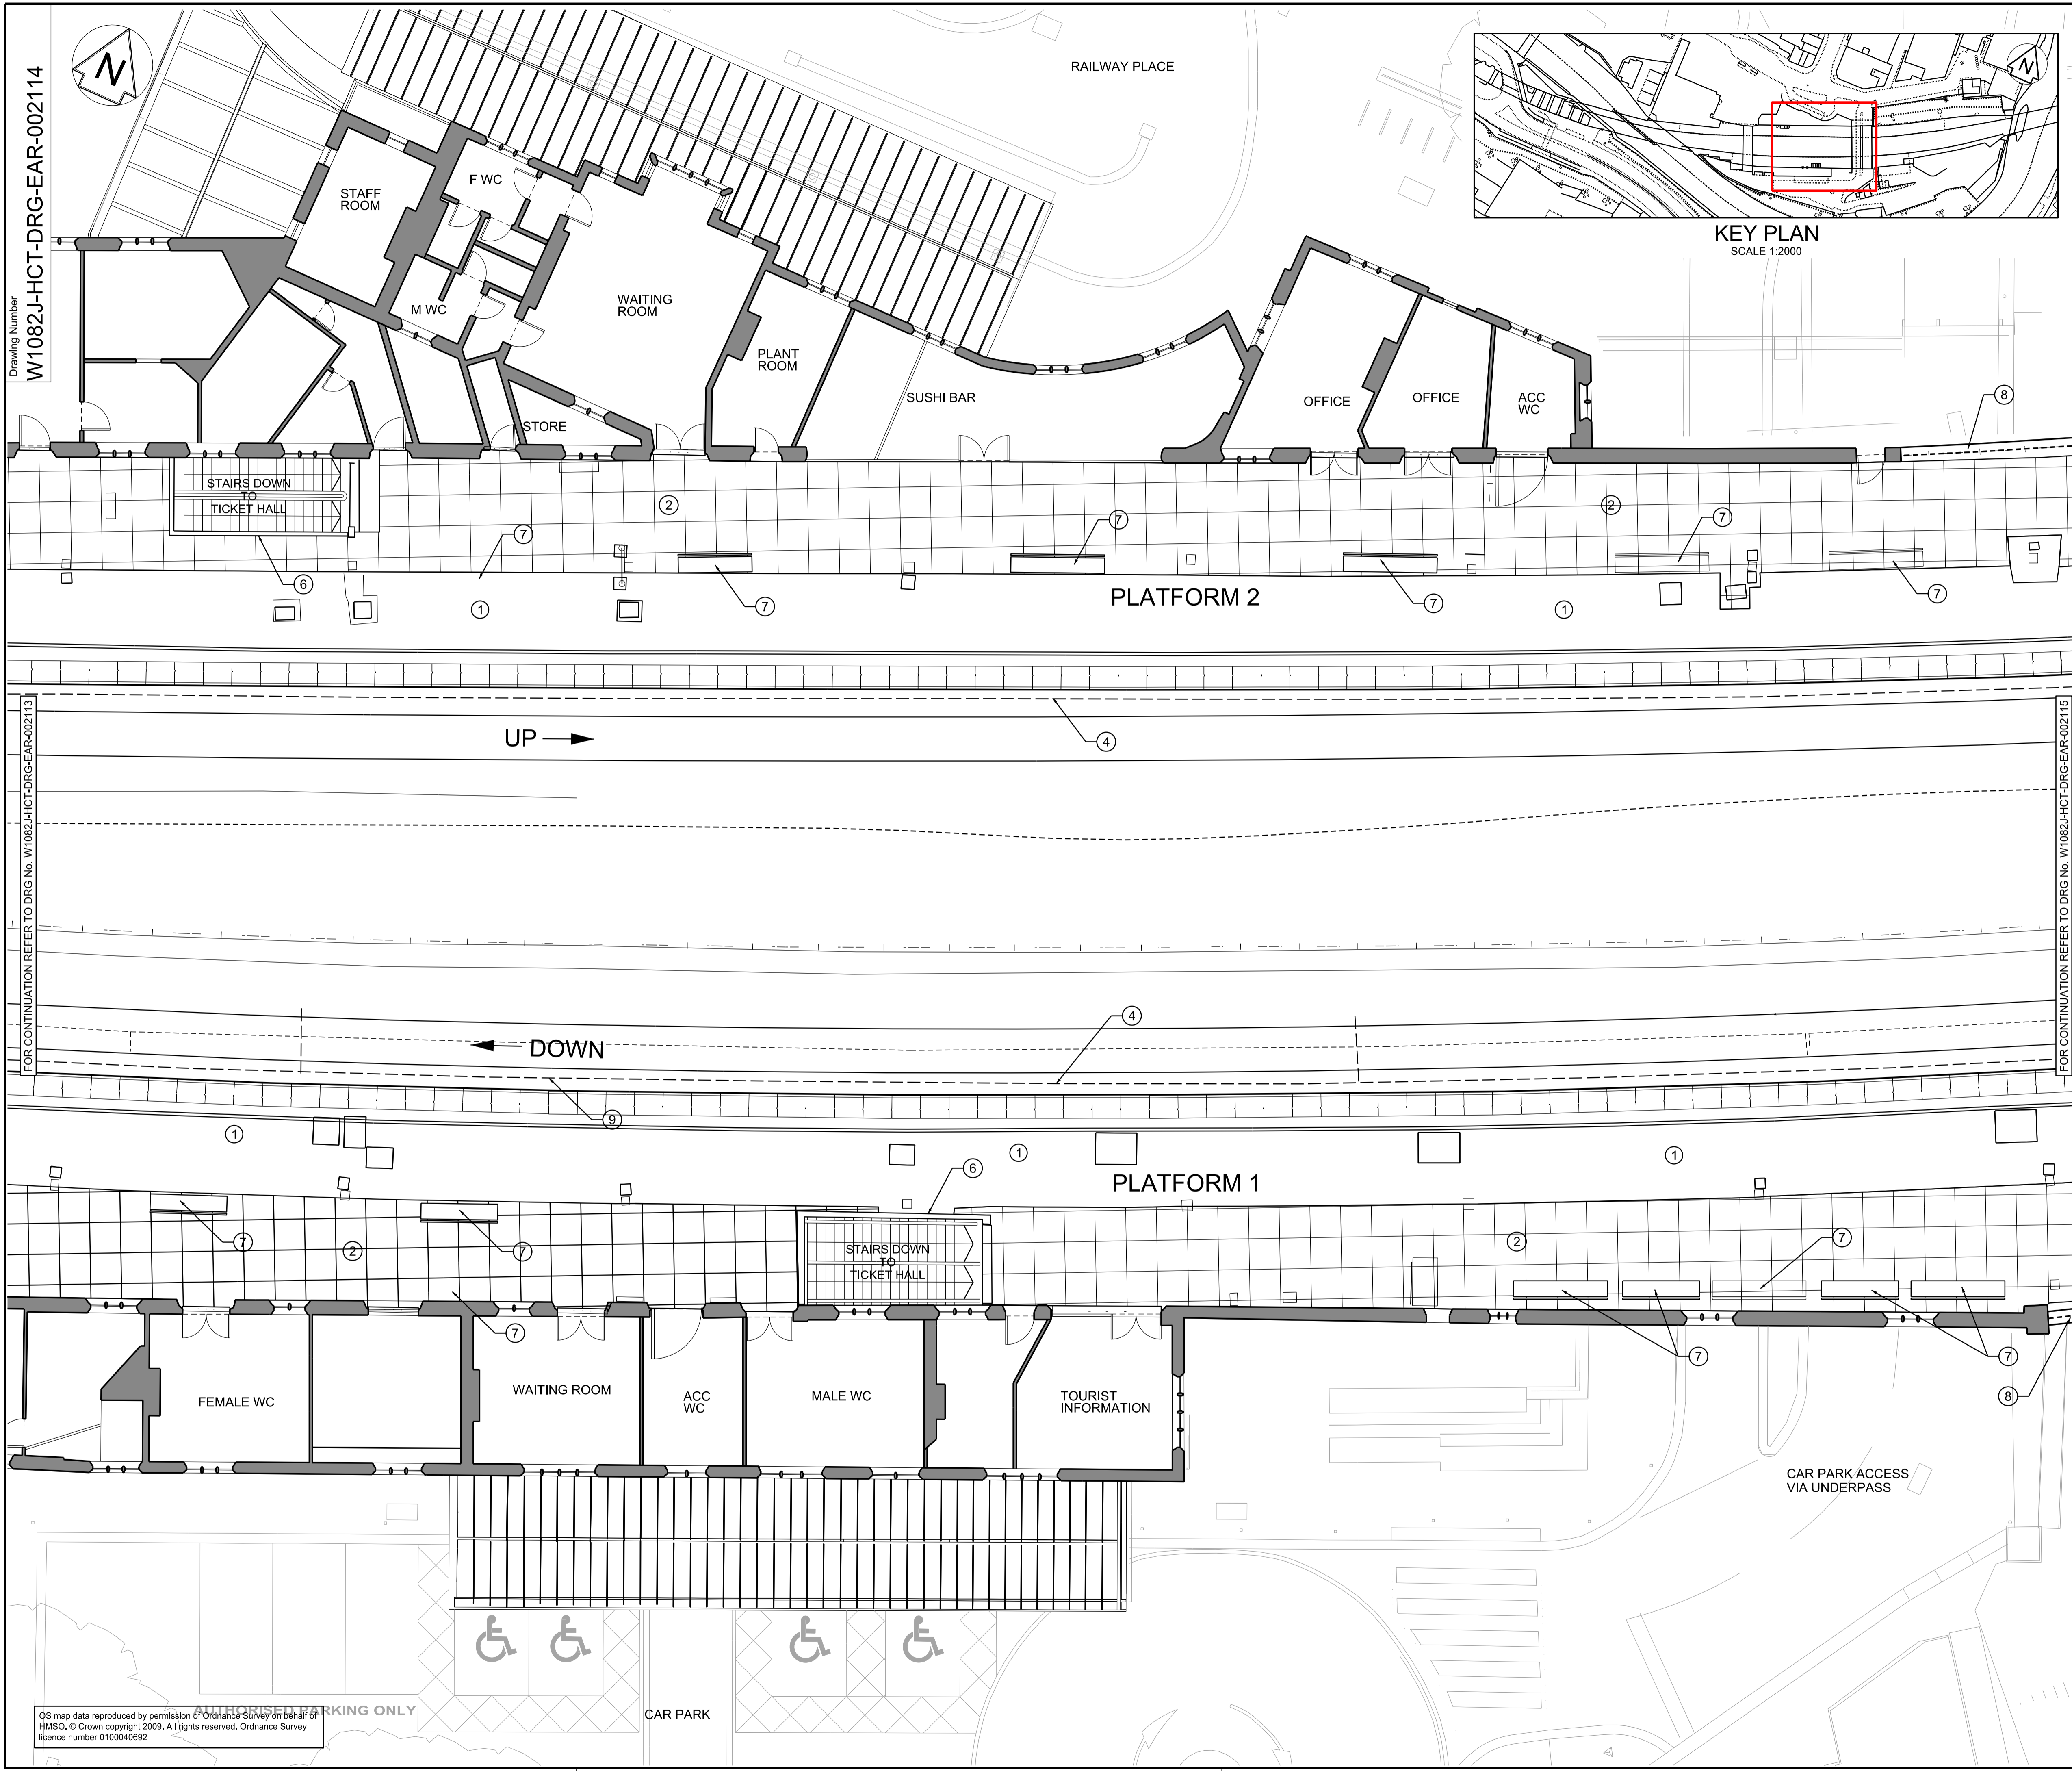 Drawing Number
W1082J-HCT-DRG-EAR-002114
N
RAILWAY PLACE
N
KEY PLAN
SCALE 1:2000
STAFF
ROOM
F WC
M WC
WAITING
ROOM
PLANT
ROOM
STORE
SUSHI BAR
OFFICE
OFFICE
ACC
WC
8
STAIRS DOWN
TO
TICKET HALL
2
7
7
2
7
7
6
1
7
PLATFORM 2
7
1
7
UP
4
FOR CONTINUATION REFER TO DRG No. W1082J-HCT-DRG-EAR-002113
FOR CONTINUATION REFER TO DRG No. W1082J-HCT-DRG-EAR-002115
4
DOWN
9
1
1
1
6
PLATFORM 1
7
2
7
STAIRS DOWN
TO
TICKET HALL
2
7
7
7
7
8
FEMALE WC
WAITING ROOM
ACC
WC
MALE WC
TOURIST
INFORMATION
CAR PARK ACCESS
VIA UNDERPASS
AUTHORISED PARKING ONLY
CAR PARK
OS map data reproduced by permission of Ordnance Survey on behalf of
HMSO. © Crown copyright 2009. All rights reserved. Ordnance Survey
licence number 0100040692